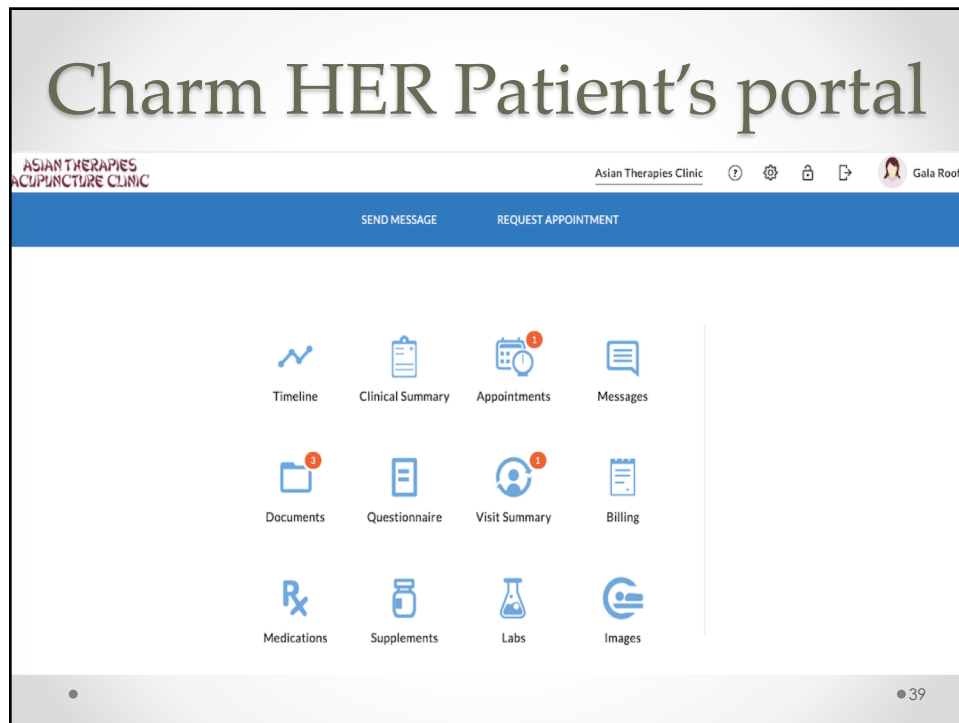 Charm HER Patient's portal
ASIAN THERAPIES
ACUPUNCTURE CLINIC
Asian Therapies Clinic ? Gala Root
SEND MESSAGE REQUEST APPOINTMENT
1
Timeline Clinical Summary Appointments Messages
3 1
Documents Questionnaire Visit Summary Billing
Rx
Medications Supplements Labs Images
39